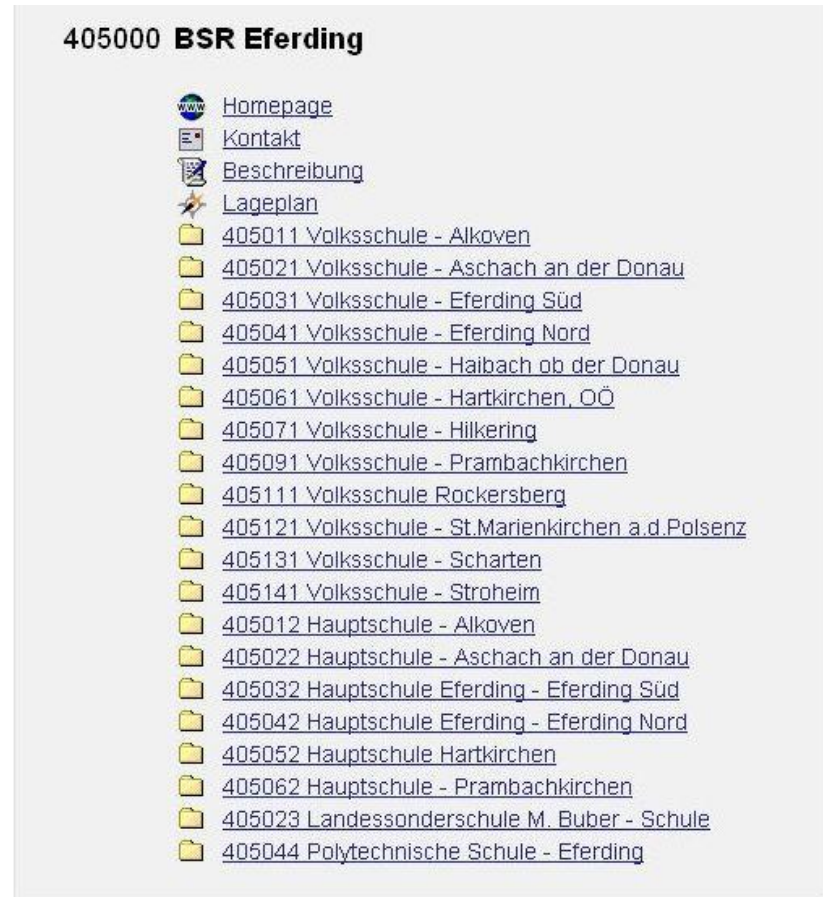 405000 BSR Eferding
www Homepage
Kontakt
Beschreibung
Lageplan
405011 Volksschule - Alkoven
405021 Volksschule - Aschach an der Donau
405031 Volksschule - Eferding Süd
405041 Volksschule - Eferding Nord
405051 Volksschule - Haibach ob der Donau
405061 Volksschule - Hartkirchen, OÖ
405071 Volksschule - Hilkering
405091 Volksschule - Prambachkirchen
405111 Volksschule Rockersberg
405121 Volksschule - St.Marienkirchen a.d.Polsenz
405131 Volksschule - Scharten
405141 Volksschule - Stroheim
405012 Hauptschule - Alkoven
405022 Hauptschule - Aschach an der Donau
405032 Hauptschule Eferding - Eferding Süd
405042 Hauptschule Eferding - Eferding Nord
405052 Hauptschule Hartkirchen
405062 Hauptschule - Prambachkirchen
405023 Landessonderschule M. Buber - Schule
405044 Polytechnische Schule - Eferding